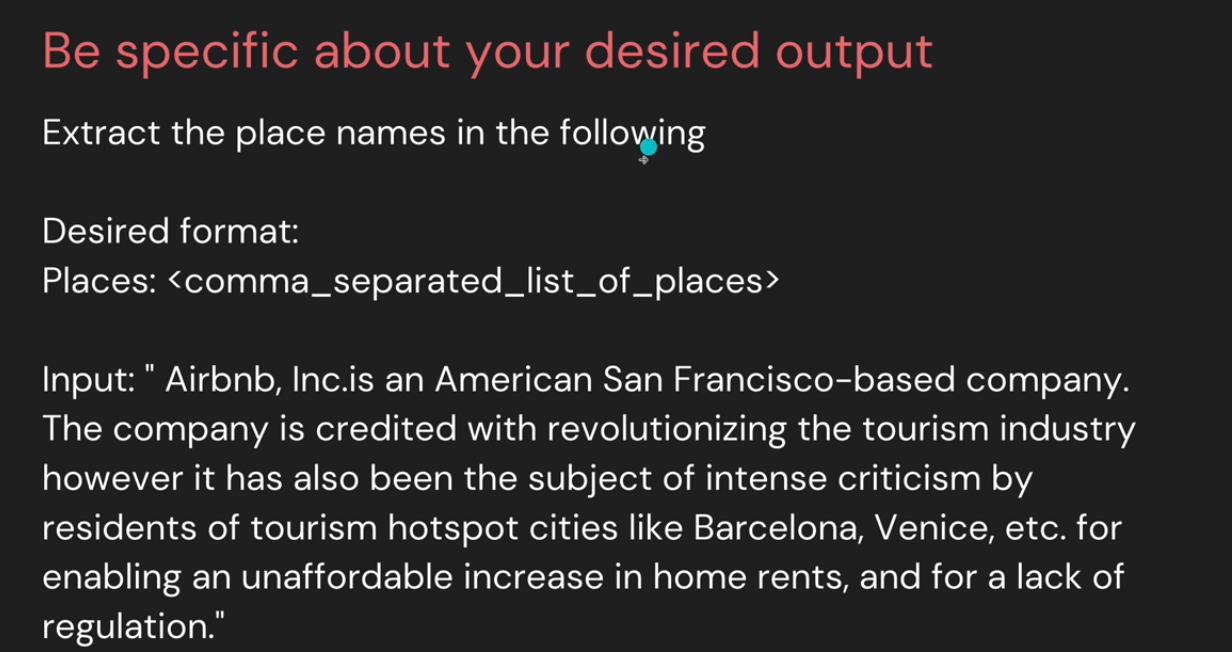 Be specific about your desired output
Extract the place names in the following
Desired format:
Places: <comma_separated_list_of_places>
Input: " Airbnb, Inc.is an American San Francisco-based company.
The company is credited with revolutionizing the tourism industry
however it has also been the subject of intense criticism by
residents of tourism hotspot cities like Barcelona, Venice, etc. for
enabling an unaffordable increase in home rents, and for a lack of
regulation."